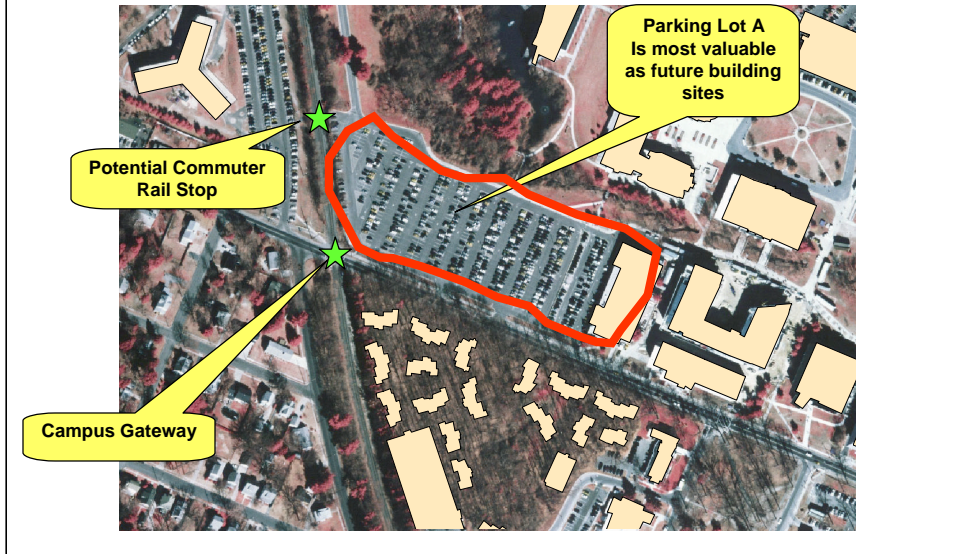 Parking Lot A
Is most valuable
as future building
sites
Potential Commuter
Rail Stop
Campus Gateway